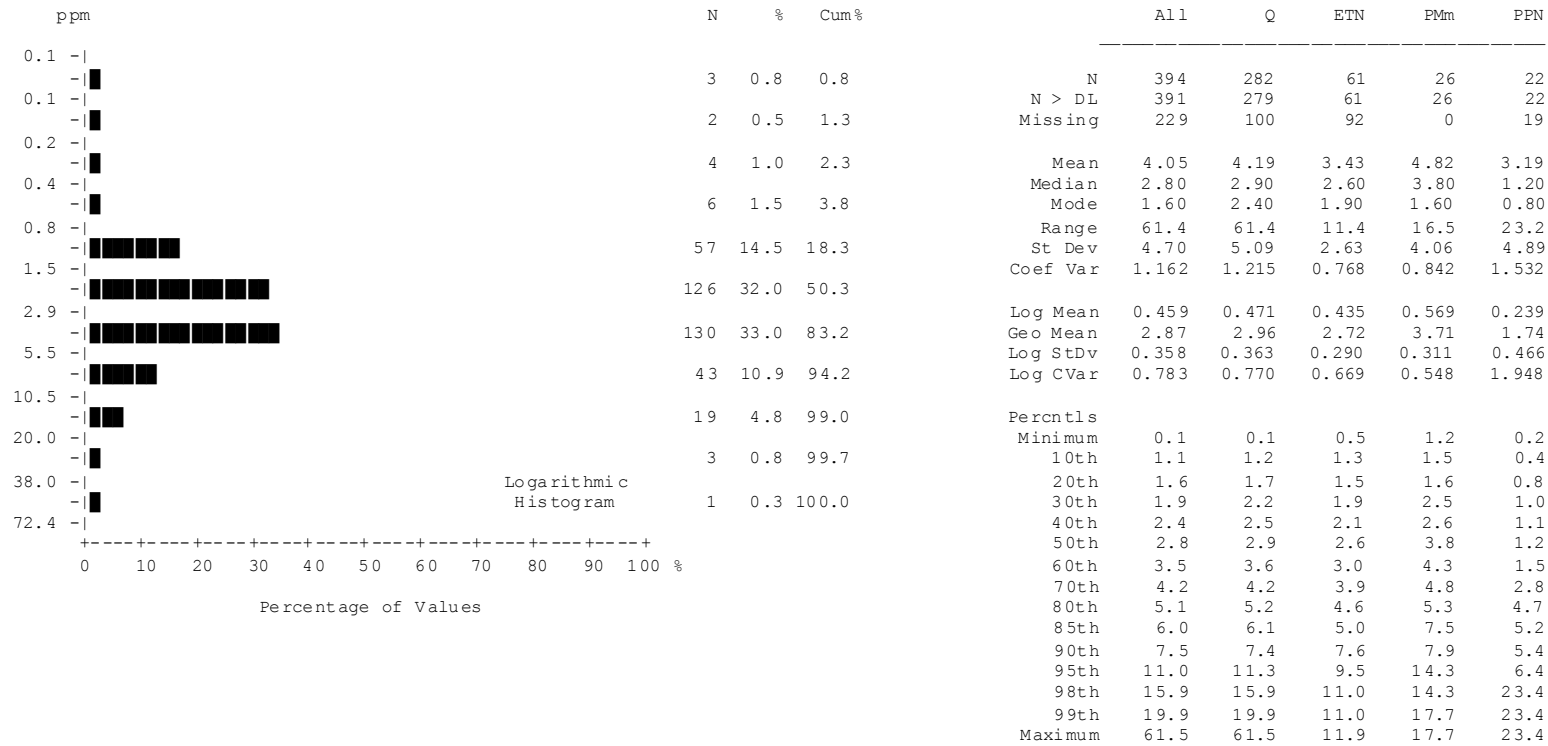 ppm N % Cum% All Q ETN PMm PPN
0.1 -|
-| 3 0.8 0.8 N 394 282 61 26 22
0.1 -| N > DL 391 279 61 26 22
-| 2 0.5 1.3 Missing 229 100 92 0 19
0.2 -|
-| 4 1.0 2.3 Mean 4.05 4.19 3.43 4.82 3.19
0.4 -| Median 2.80 2.90 2.60 3.80 1.20
-| 6 1.5 3.8 Mode 1.60 2.40 1.90 1.60 0.80
0.8 -| Range 61.4 61.4 11.4 16.5 23.2
-| 57 14.5 18.3 St Dev 4.70 5.09 2.63 4.06 4.89
1.5 -| Coef Var 1.162 1.215 0.768 0.842 1.532
-| 126 32.0 50.3
2.9 -| Log Mean 0.459 0.471 0.435 0.569 0.239
-| 130 33.0 83.2 Geo Mean 2.87 2.96 2.72 3.71 1.74
5.5 -| Log StDv 0.358 0.363 0.290 0.311 0.466
-| 43 10.9 94.2 Log CVar 0.783 0.770 0.669 0.548 1.948
10.5 -|
-| 19 4.8 99.0 Percntls
20.0 -| Minimum 0.1 0.1 0.5 1.2 0.2
-| 3 0.8 99.7 10th 1.1 1.2 1.3 1.5 0.4
38.0 -| Logarithmic 20th 1.6 1.7 1.5 1.6 0.8
-| Histogram 1 0.3 100.0 30th 1.9 2.2 1.9 2.5 1.0
72.4 -| 40th 2.4 2.5 2.1 2.6 1.1
+----+----+----+----+----+----+----+----+----+----+ 50th 2.8 2.9 2.6 3.8 1.2
0 10 20 30 40 50 60 70 80 90 100 % 60th 3.5 3.6 3.0 4.3 1.5
70th 4.2 4.2 3.9 4.8 2.8
Percentage of Values 80th 5.1 5.2 4.6 5.3 4.7
85th 6.0 6.1 5.0 7.5 5.2
90th 7.5 7.4 7.6 7.9 5.4
95th 11.0 11.3 9.5 14.3 6.4
98th 15.9 15.9 11.0 14.3 23.4
99th 19.9 19.9 11.0 17.7 23.4
Maximum 61.5 61.5 11.9 17.7 23.4